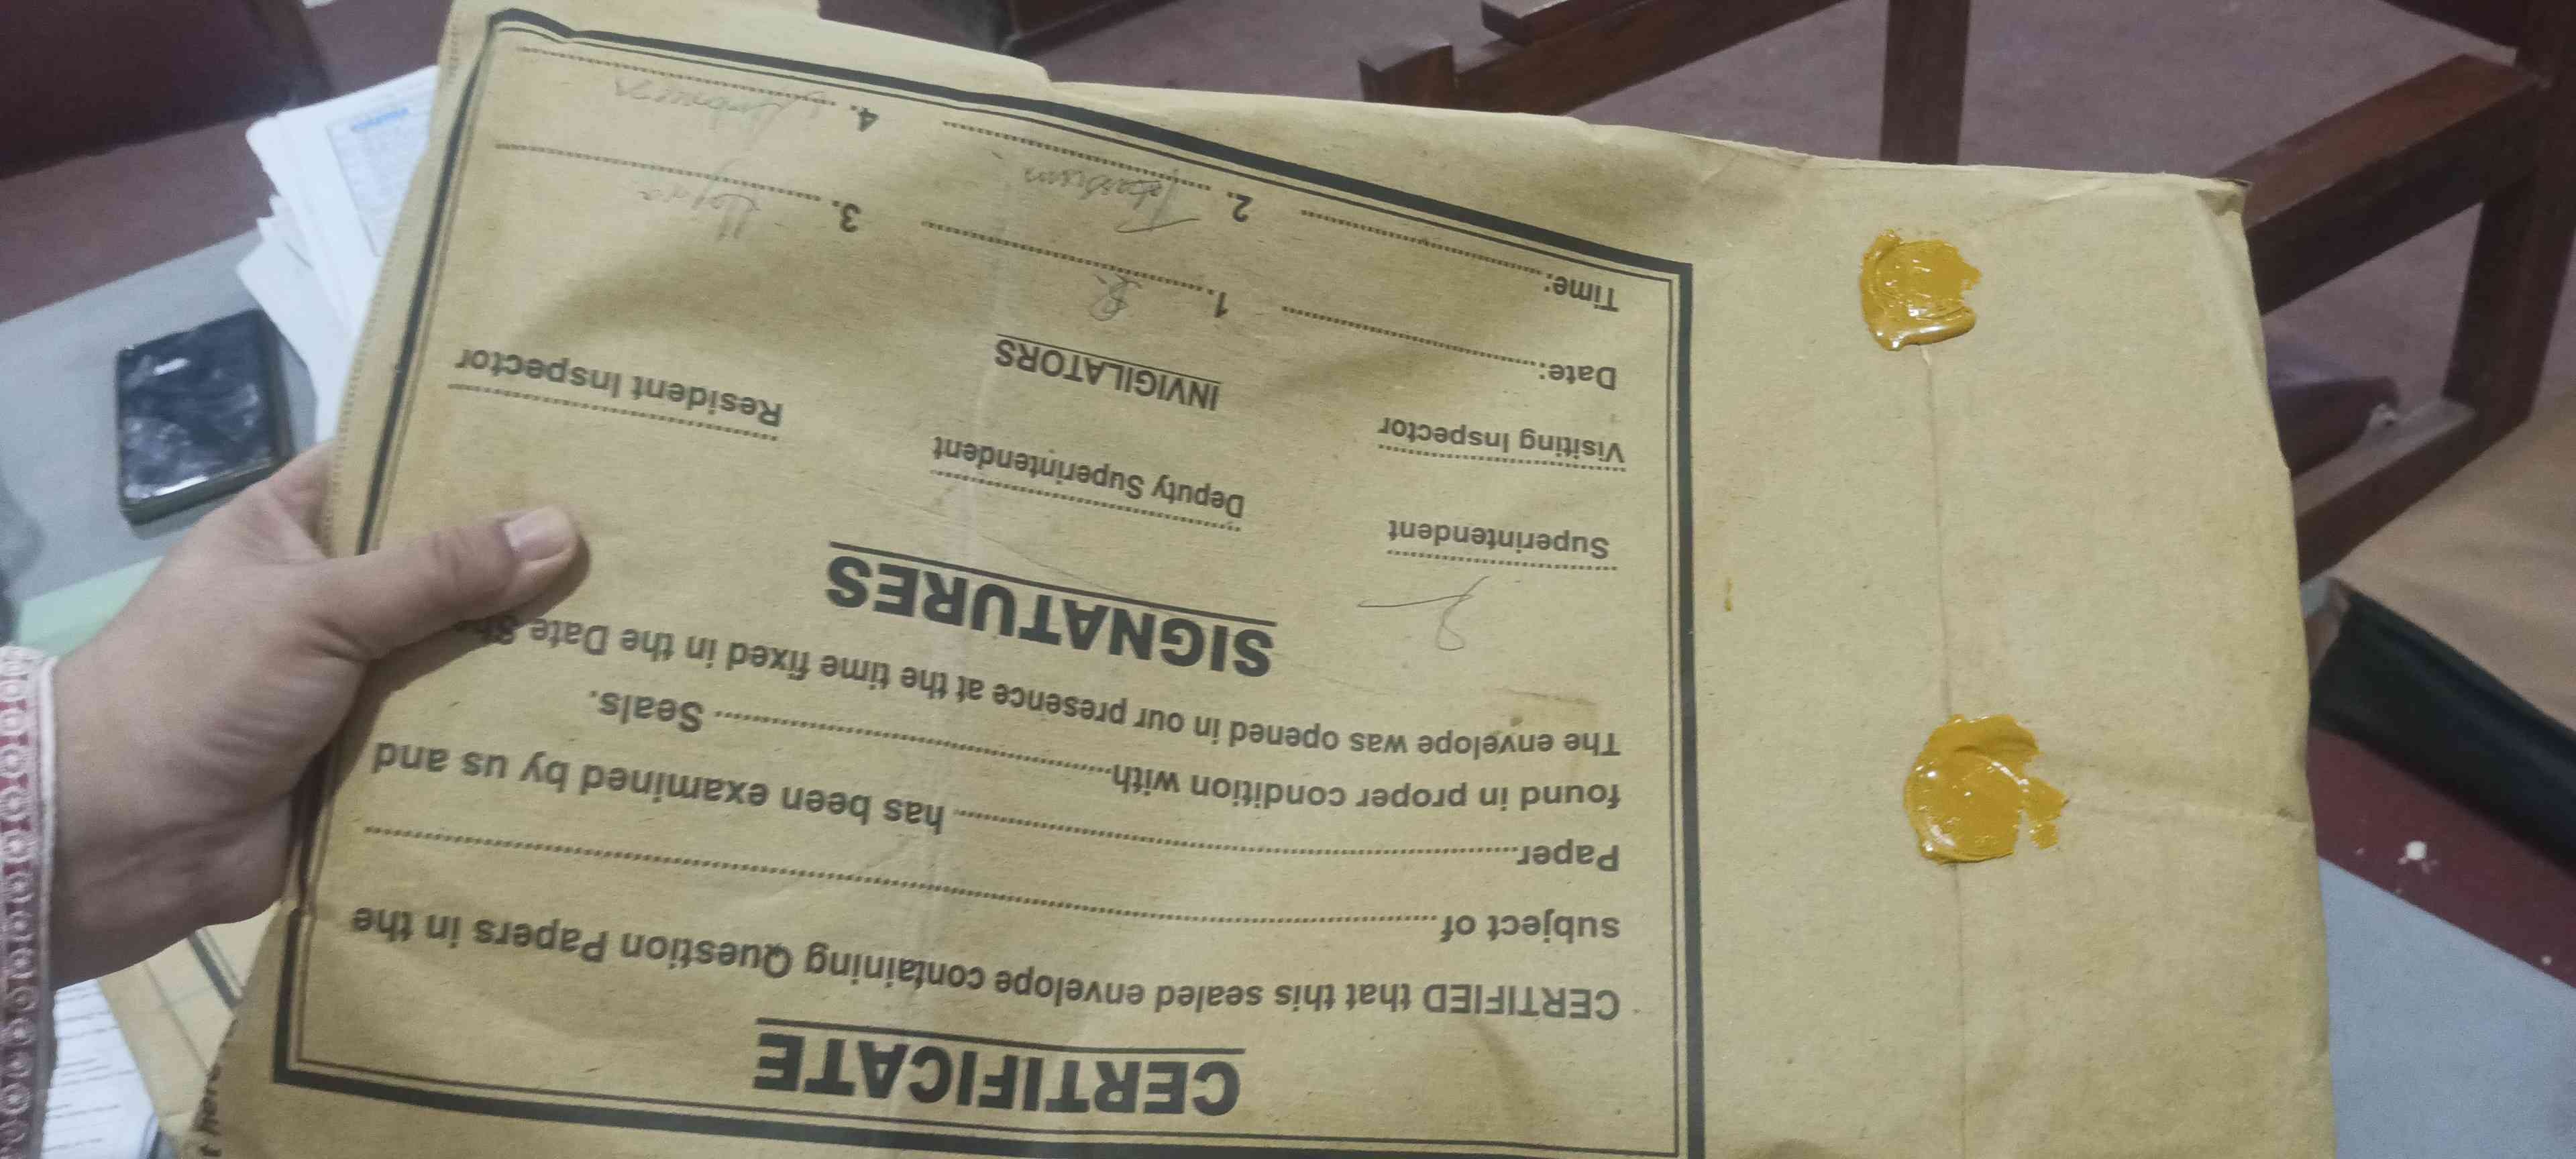 CERTIFICATE
CERTIFIED that this sealed envelope containing Question Papers in the
subject of
Paper has been examined by us and
found in proper condition with Seals.
The envelope was opened in our presence at the time fixed in the Date
SIGNATURES
Superintendent
Deputy Superintendent
Resident Inspector
Visiting Inspector
INVIGILATORS
Date:
1.
3.
Time:
2.
4.